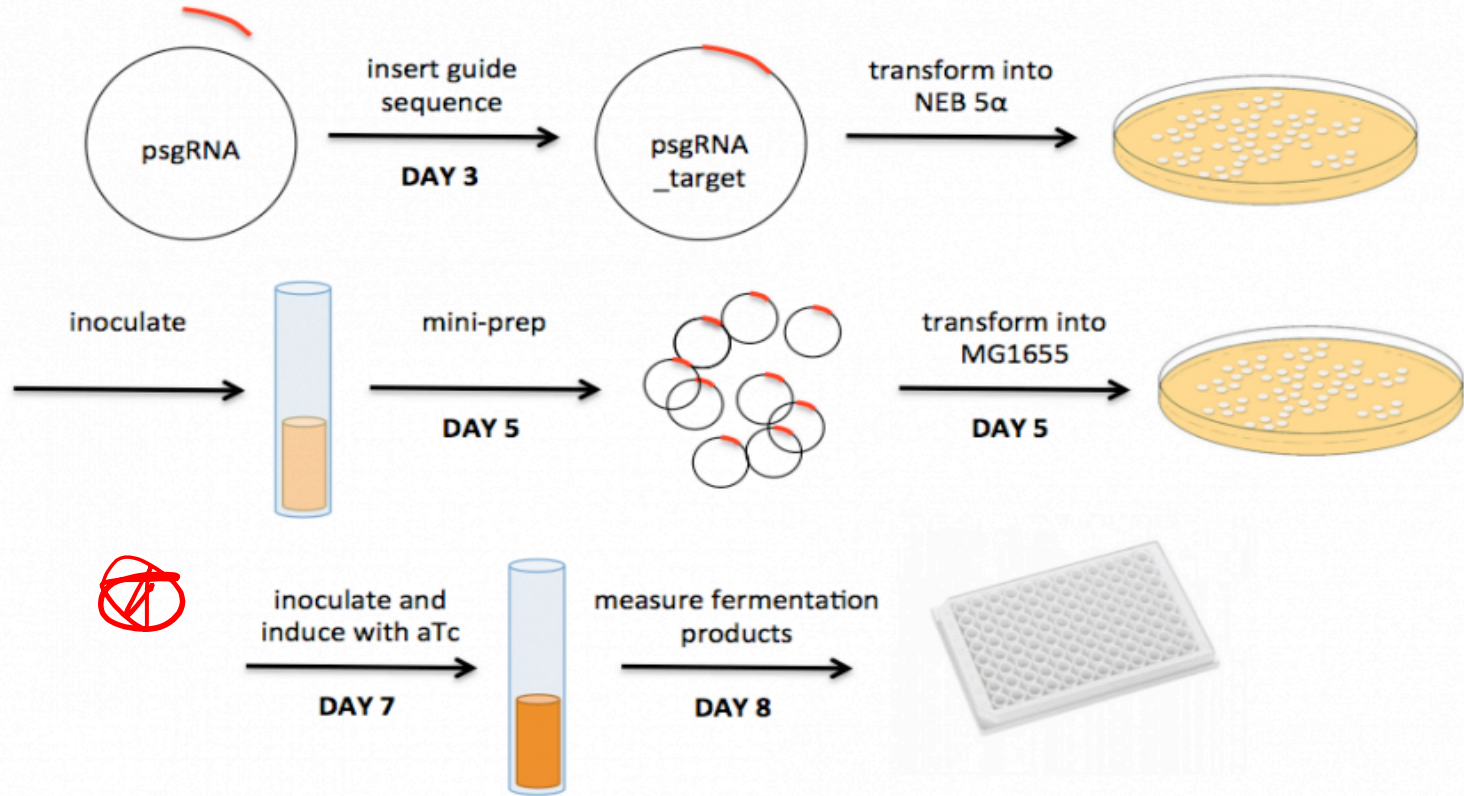 psgRNA
insert guide
sequence
DAY 3
psgRNA
_target
transform into
NEB 5α
inoculate
mini-prep
DAY 5
transform into
MG1655
DAY 5
inoculate and
induce with aTc
DAY 7
measure fermentation
products
DAY 8